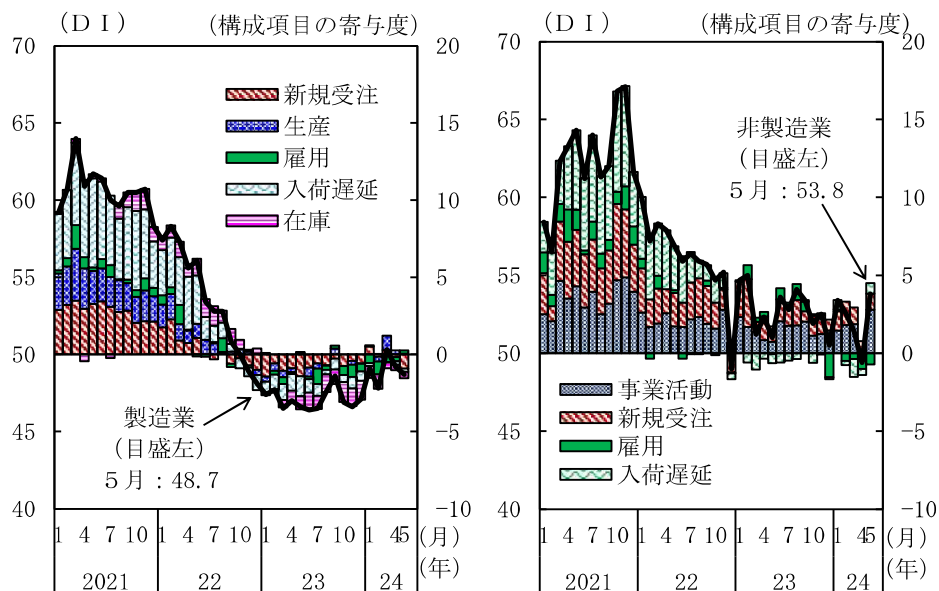 (ＤＩ)
(構成項目の寄与度)
70
65
60
55
50
45
40
20
15
10
5
0
-5
-10
新規受注
生産
雇用
入荷遅延
在庫
製造業
(目盛左)
５月：48.7
1 4 7 10 1 4 7 10 1 4 7 10 1 45 (月)
2021 22 23 24 (年)
(ＤＩ)
(構成項目の寄与度)
70
65
60
55
50
45
40
20
15
10
5
0
-5
-10
非製造業
(目盛左)
５月：53.8
事業活動
新規受注
雇用
入荷遅延
1 4 7 10 1 4 7 10 1 4 7 10 1 45 (月)
2021 22 23 24 (年)